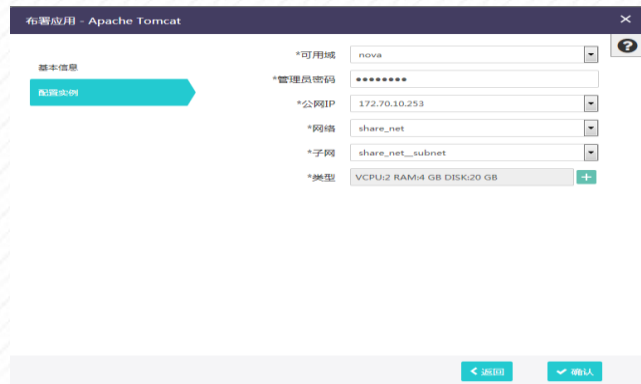 布署应用 - Apache Tomcat
基本信息
配置实例
*可用域 nova
*管理员密码 ●●●●●●●●
*公网IP 172.70.10.253
*网络 share_net
*子网 share_net__subnet
*类型 VCPU:2 RAM:4 GB DISK:20 GB
返回 确认